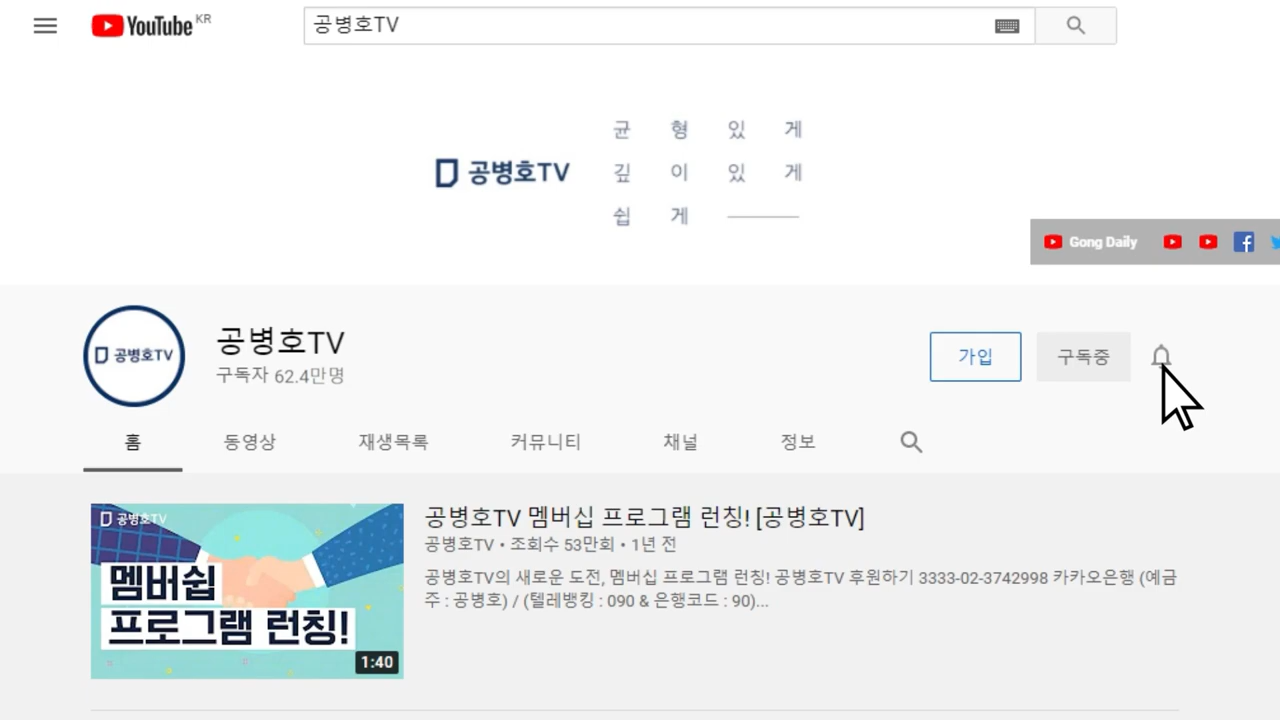 YouTube KR
공병호TV
균형있게
공병호TV
깊이있게
쉽게
Gong Daily
공병호TV
공병호TV
구독자 62.4만명
가입
구독중
홈
동영상
재생목록
커뮤니티
채널
정보
공병호TV
멤버쉽
프로그램 런칭!
1:40
공병호TV 멤버십 프로그램 런칭! [공병호TV]
공병호TV • 조회수 53만회 • 1년 전
공병호TV의 새로운 도전, 멤버십 프로그램 런칭! 공병호TV 후원하기 3333-02-3742998 카카오은행 (예금
주 : 공병호) / (텔레뱅킹 : 090 & 은행코드 : 90)...